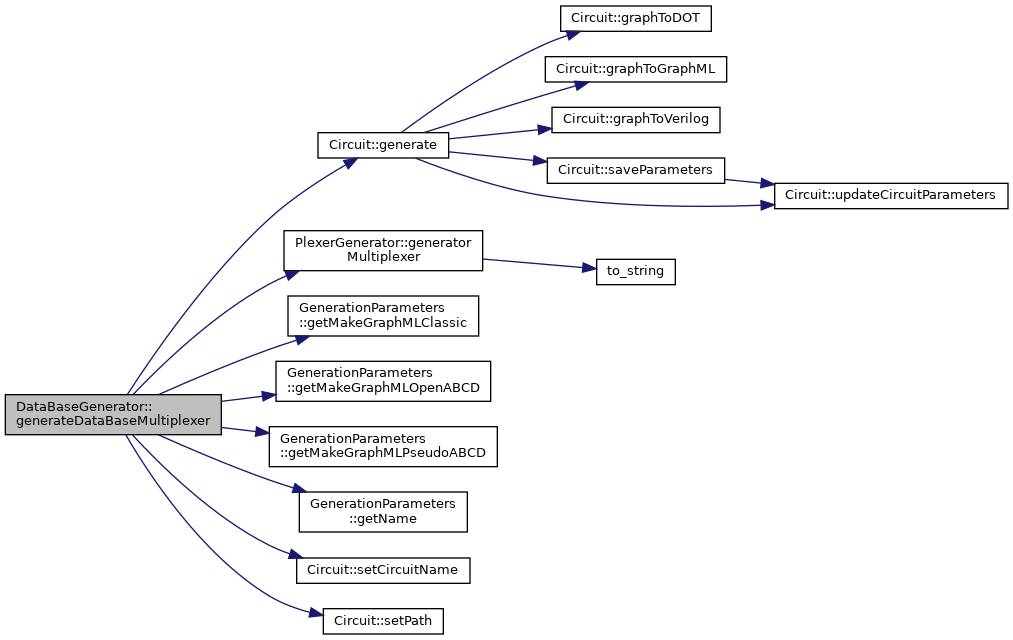 Circuit::graphToDOT
Circuit::graphToGraphML
Circuit::graphToVerilog
Circuit::generate
Circuit::saveParameters
Circuit::updateCircuitParameters
PlexerGenerator::generator
Multiplexer
to_string
GenerationParameters
::getMakeGraphMLClassic
GenerationParameters
::getMakeGraphMLOpenABCD
DataBaseGenerator::
generateDataBaseMultiplexer
GenerationParameters
::getMakeGraphMLPseudoABCD
GenerationParameters
::getName
Circuit::setCircuitName
Circuit::setPath